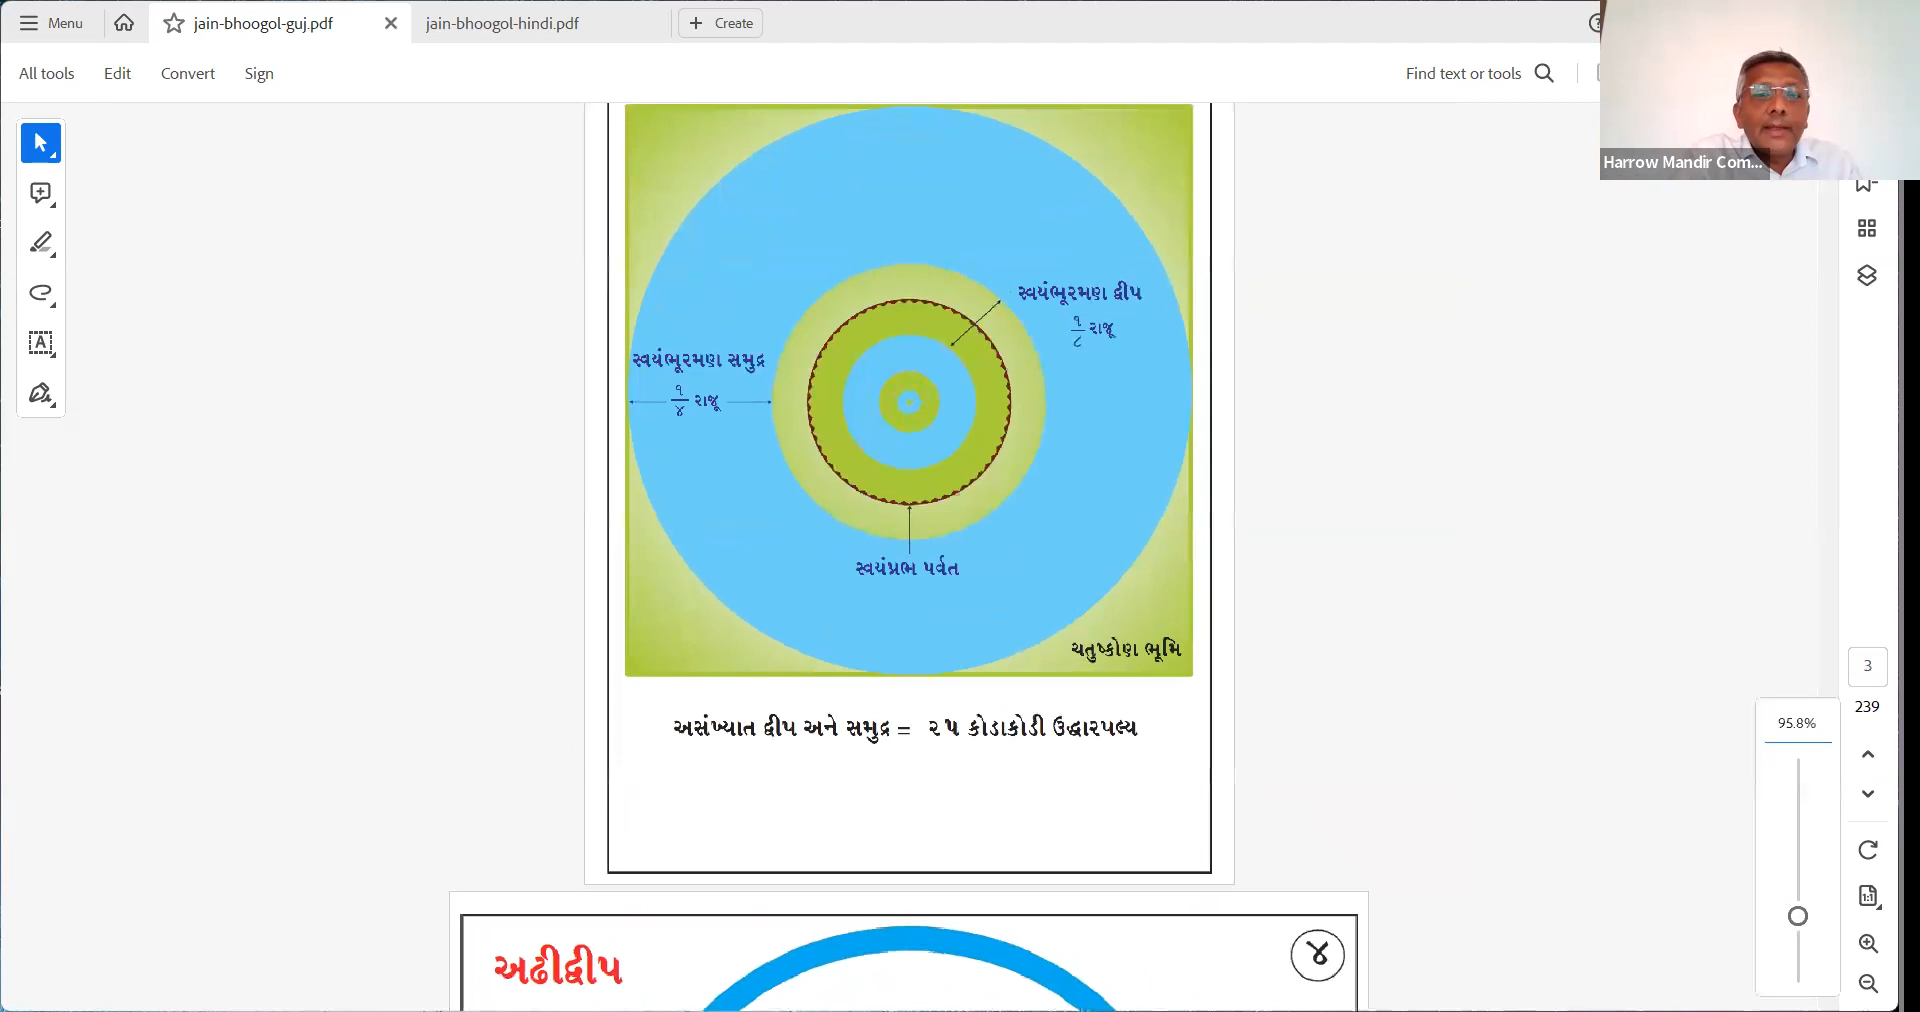 Menu
jain-bhoogol-guj.pdf
jain-bhoogol-hindi.pdf
Create
All tools
Edit
Convert
Sign
Find text or tools
Harrow Mandir Com...
સ્વયંભૂરમણ દ્વીપ
૧
૮
રાજૂ
સ્વયંભૂરમણ સમુદ્ર
૧
૪
રાજૂ
સ્વયંપ્રભ પર્વત
ચતુષ્કોણ ભૂમિ
અસંખ્યાત દ્વીપ અને સમુદ્ર = ૨૫ કોડાકોડી ઉદ્ધારપલ્ય
3
239
95.8%
અઢીદ્વીપ
૪